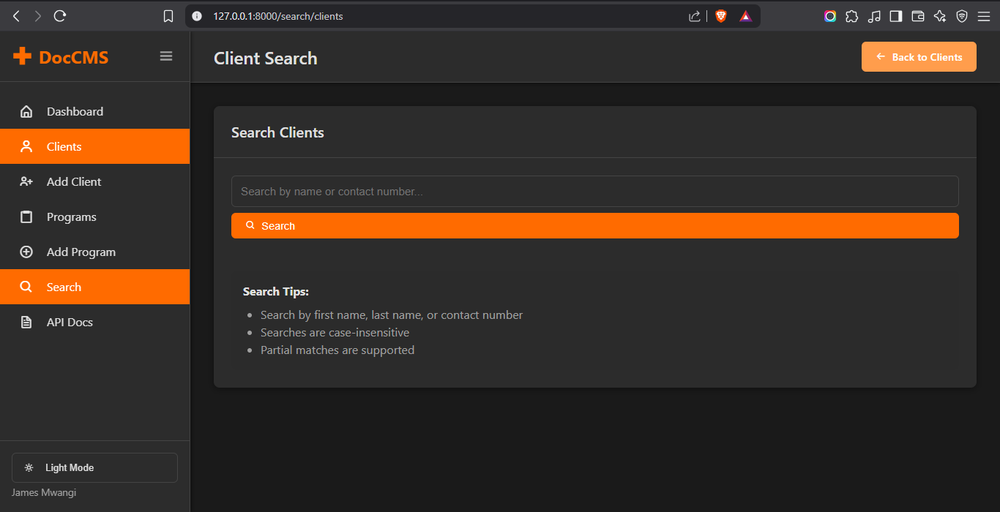 127.0.0.1:8000/search/clients
DocCMS
Dashboard
Clients
Add Client
Programs
Add Program
Search
API Docs
Light Mode
James Mwangi
Client Search
Back to Clients
Search Clients
Search by name or contact number...
Search
Search Tips:
Search by first name, last name, or contact number
Searches are case-insensitive
Partial matches are supported